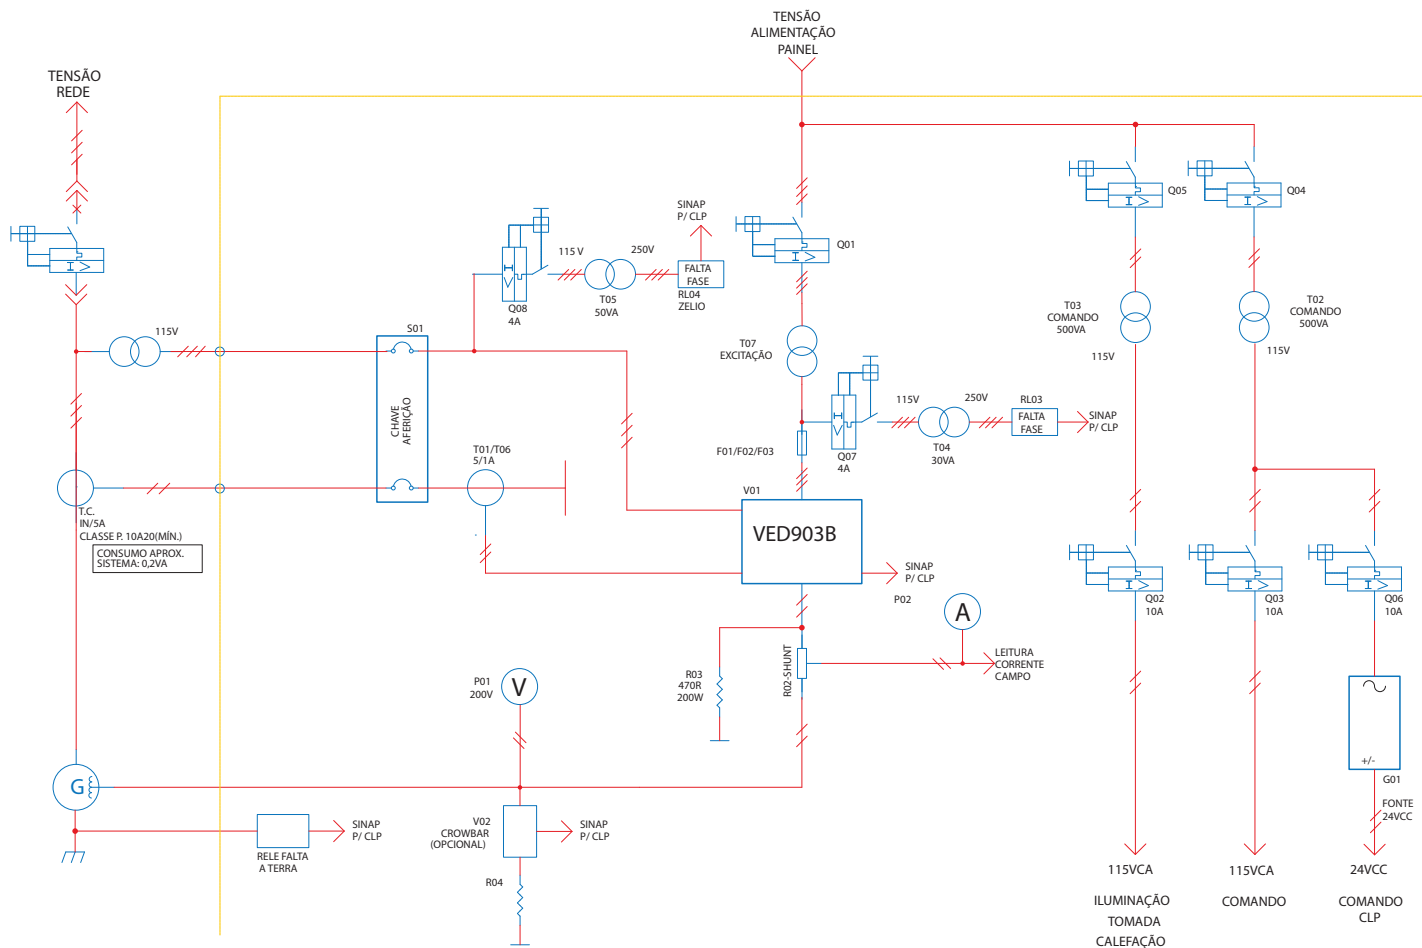 TENSÃO
ALIMENTAÇÃO
PAINEL
TENSÃO
REDE
SINAP
P/ CLP
Q05
Q04
Q01
115 V
250V
FALTA
FASE
RL04
ZELIO
T05
50VA
Q08
4A
T03
COMANDO
500VA
T02
COMANDO
500VA
115V
S01
T07
EXCITAÇÃO
115V
115V
CHAVE
AFERIÇÃO
115V
250V
RL03
FALTA
FASE
SINAP
P/ CLP
T01/T06
5/1A
F01/F02/F03
Q07
4A
T04
30VA
V01
VED903B
T.C.
IN/5A
CLASSE P. 10A20(MÍN.)
CONSUMO APROX.
SISTEMA: 0,2VA
SINAP
P/ CLP
P02
A
Q02
10A
Q03
10A
Q06
10A
R02-SHUNT
LEITURA
CORRENTE
CAMPO
R03
470R
200W
P01
200V
V
G
+/-
G01
FONTE
24VCC
SINAP
P/ CLP
V02
CROWBAR
(OPCIONAL)
SINAP
P/ CLP
RELE FALTA
A TERRA
R04
115VCA
115VCA
24VCC
ILUMINAÇÃO
TOMADA
CALEFAÇÃO
COMANDO
COMANDO
CLP